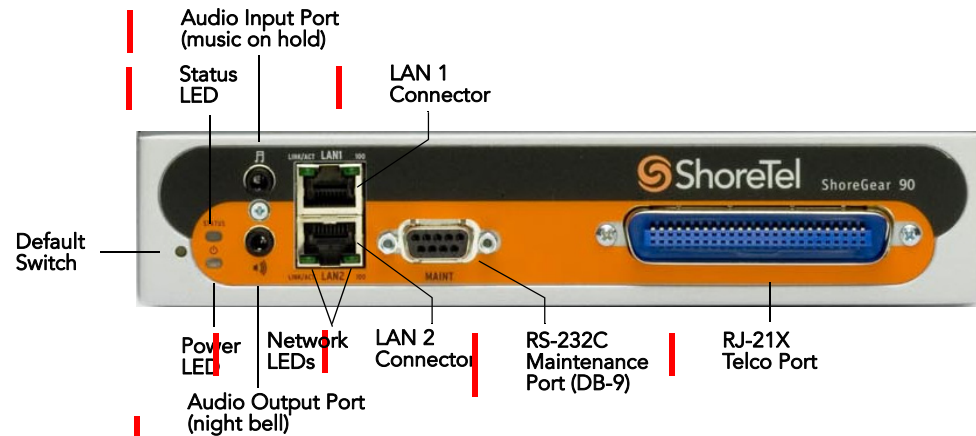 Audio Input Port
(music on hold)
Status
LED
LAN 1
Connector
LINK/ACT LAN1 100
ShoreTel
ShoreGear 90
STATUS
Default
Switch
LINK/ACT LAN2 100
MAINT
Power
LED
Network
LEDs
LAN 2
Connector
RS-232C
Maintenance
Port (DB-9)
RJ-21X
Telco Port
Audio Output Port
(night bell)